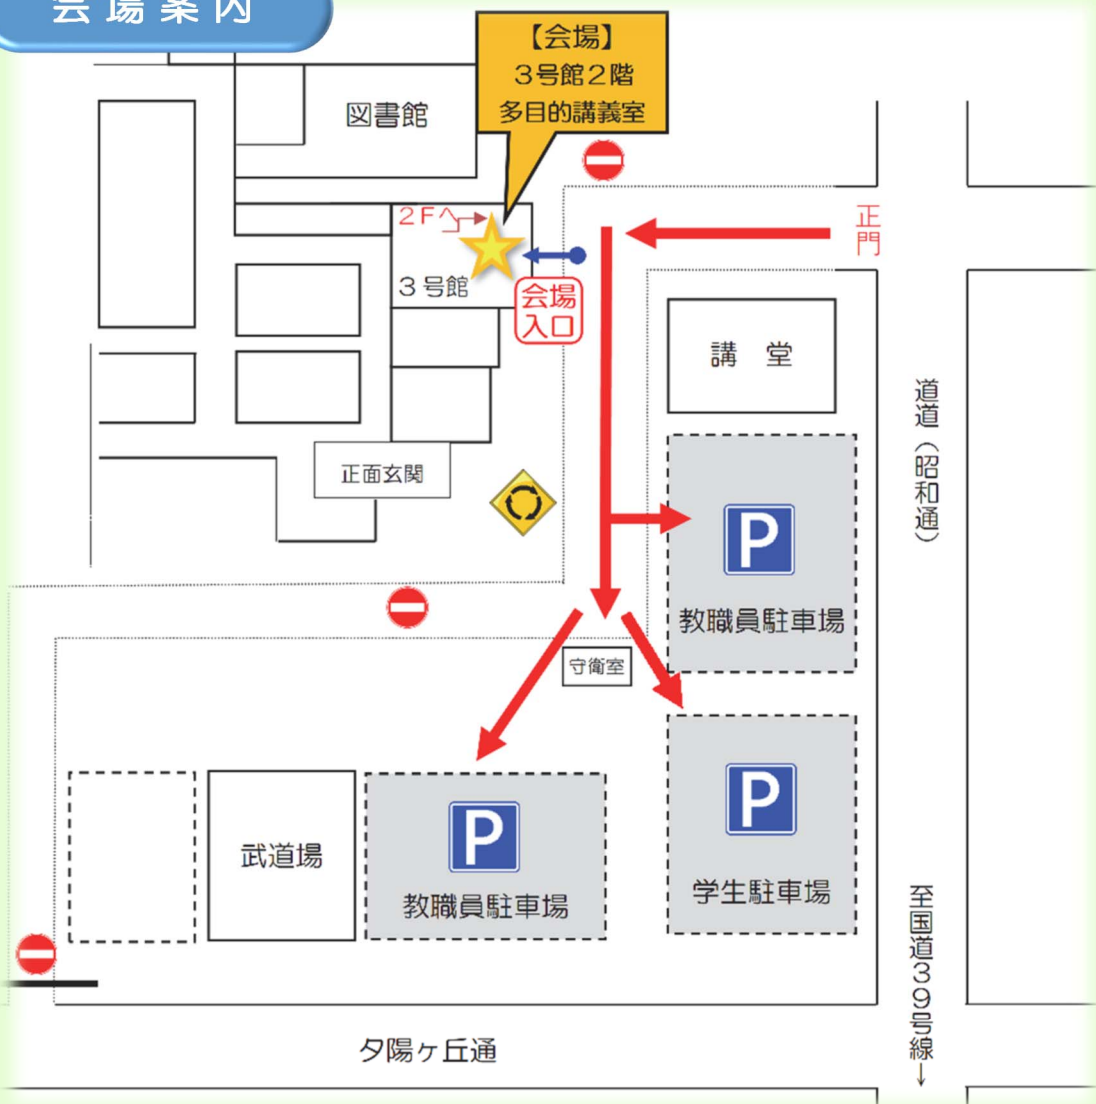 会場案内
【会場】
3号館2階
多目的講義室
図書館
2Fへ
3号館
会場
入口
正門
講 堂
正面玄関
P
教職員駐車場
道道(昭和通)
守衛室
武道場
P
教職員駐車場
P
学生駐車場
至国道39号線→
夕陽ヶ丘通